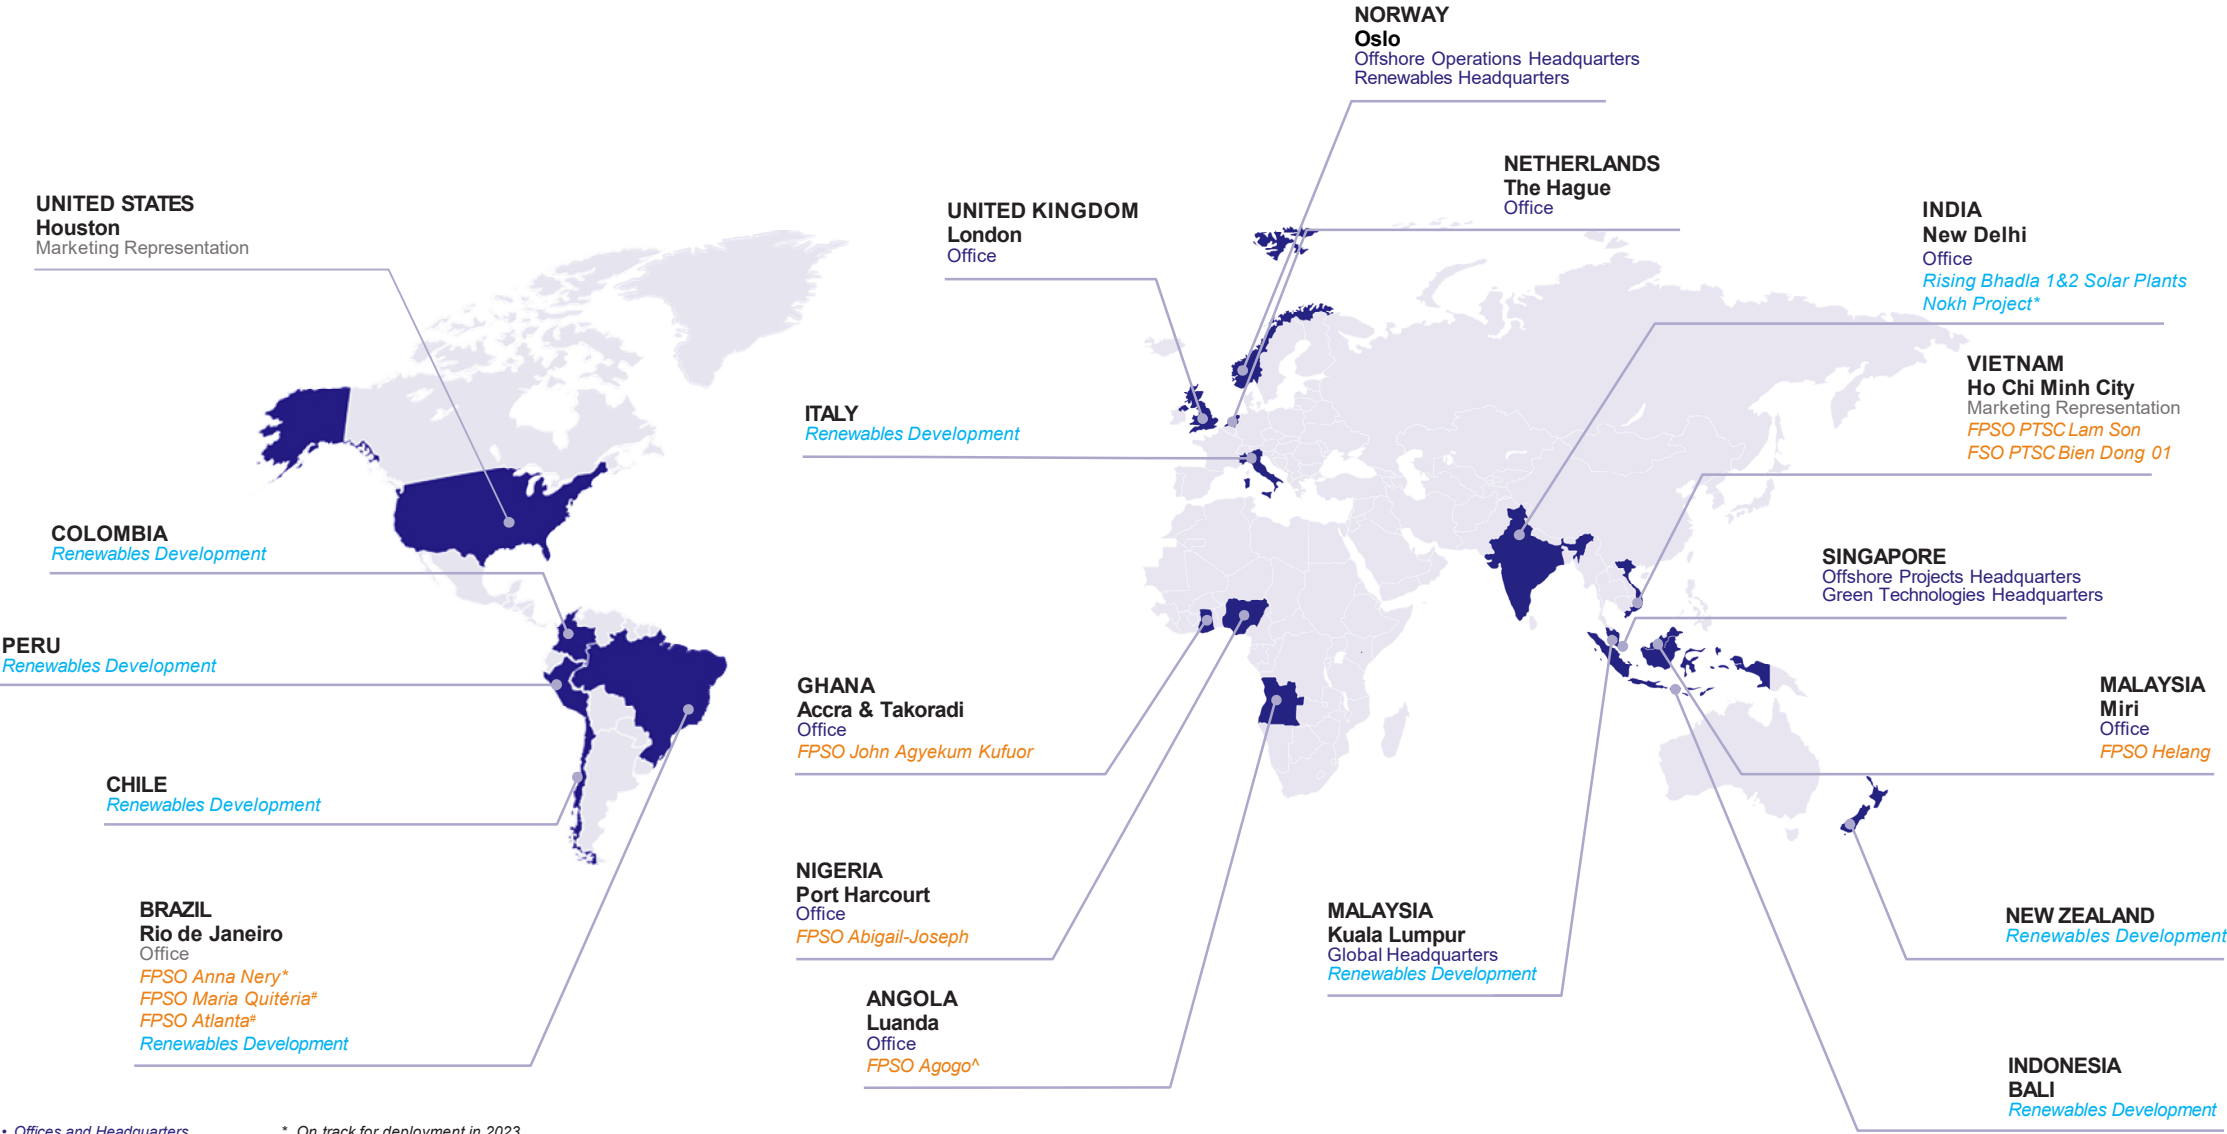 NORWAY
Oslo
Offshore Operations Headquarters
Renewables Headquarters
NETHERLANDS
The Hague
Office
UNITED STATES
Houston
Marketing Representation
UNITED KINGDOM
London
Office
INDIA
New Delhi
Office
Rising Bhadla 1&2 Solar Plants
Nokh Project*
VIETNAM
Ho Chi Minh City
Marketing Representation
FPSO PTSC Lam Son
FSO PTSC Bien Dong 01
ITALY
Renewables Development
COLOMBIA
Renewables Development
SINGAPORE
Offshore Projects Headquarters
Green Technologies Headquarters
PERU
Renewables Development
GHANA
Accra & Takoradi
Office
FPSO John Agyekum Kufuor
MALAYSIA
Miri
Office
FPSO Helang
CHILE
Renewables Development
NIGERIA
Port Harcourt
Office
FPSO Abigail-Joseph
BRAZIL
Rio de Janeiro
Office
FPSO Anna Nery*
FPSO Maria Quitéria#
FPSO Atlanta#
Renewables Development
MALAYSIA
Kuala Lumpur
Global Headquarters
Renewables Development
NEW ZEALAND
Renewables Development
ANGOLA
Luanda
Office
FPSO Agogo^
INDONESIA
BALI
Renewables Development
• Offices and Headquarters
* On track for deployment in 2023